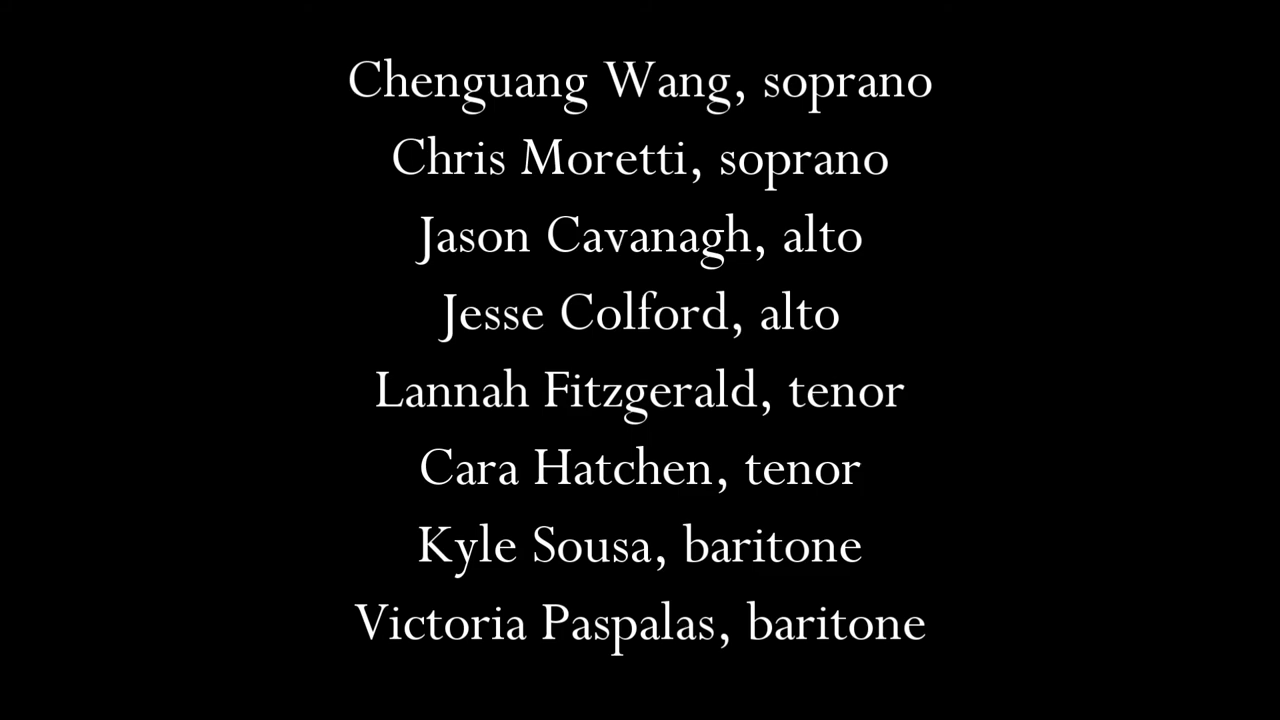 Chenguang Wang, soprano
Chris Moretti, soprano
Jason Cavanagh, alto
Jesse Colford, alto
Lannah Fitzgerald, tenor
Cara Hatchen, tenor
Kyle Sousa, baritone
Victoria Paspalas, baritone